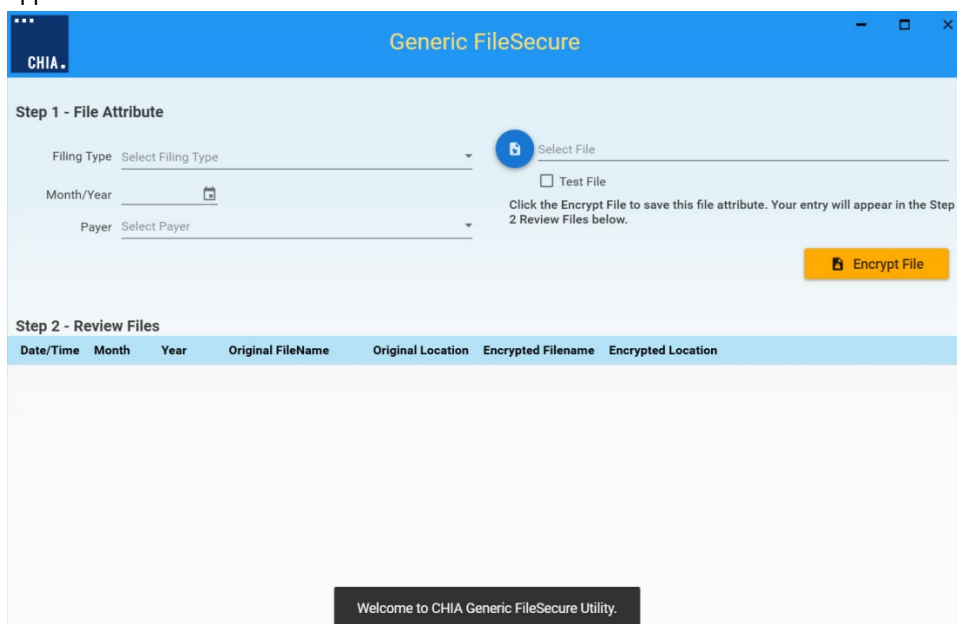 CHIA.
Generic FileSecure
Step 1 - File Attribute
Filing Type Select Filing Type
Select File
Test File
Month/Year
Click the Encrypt File to save this file attribute. Your entry will appear in the Step
2 Review Files below.
Payer Select Payer
Encrypt File
Step 2 - Review Files
Date/Time Month Year Original FileName Original Location Encrypted Filename Encrypted Location
Welcome to CHIA Generic FileSecure Utility.